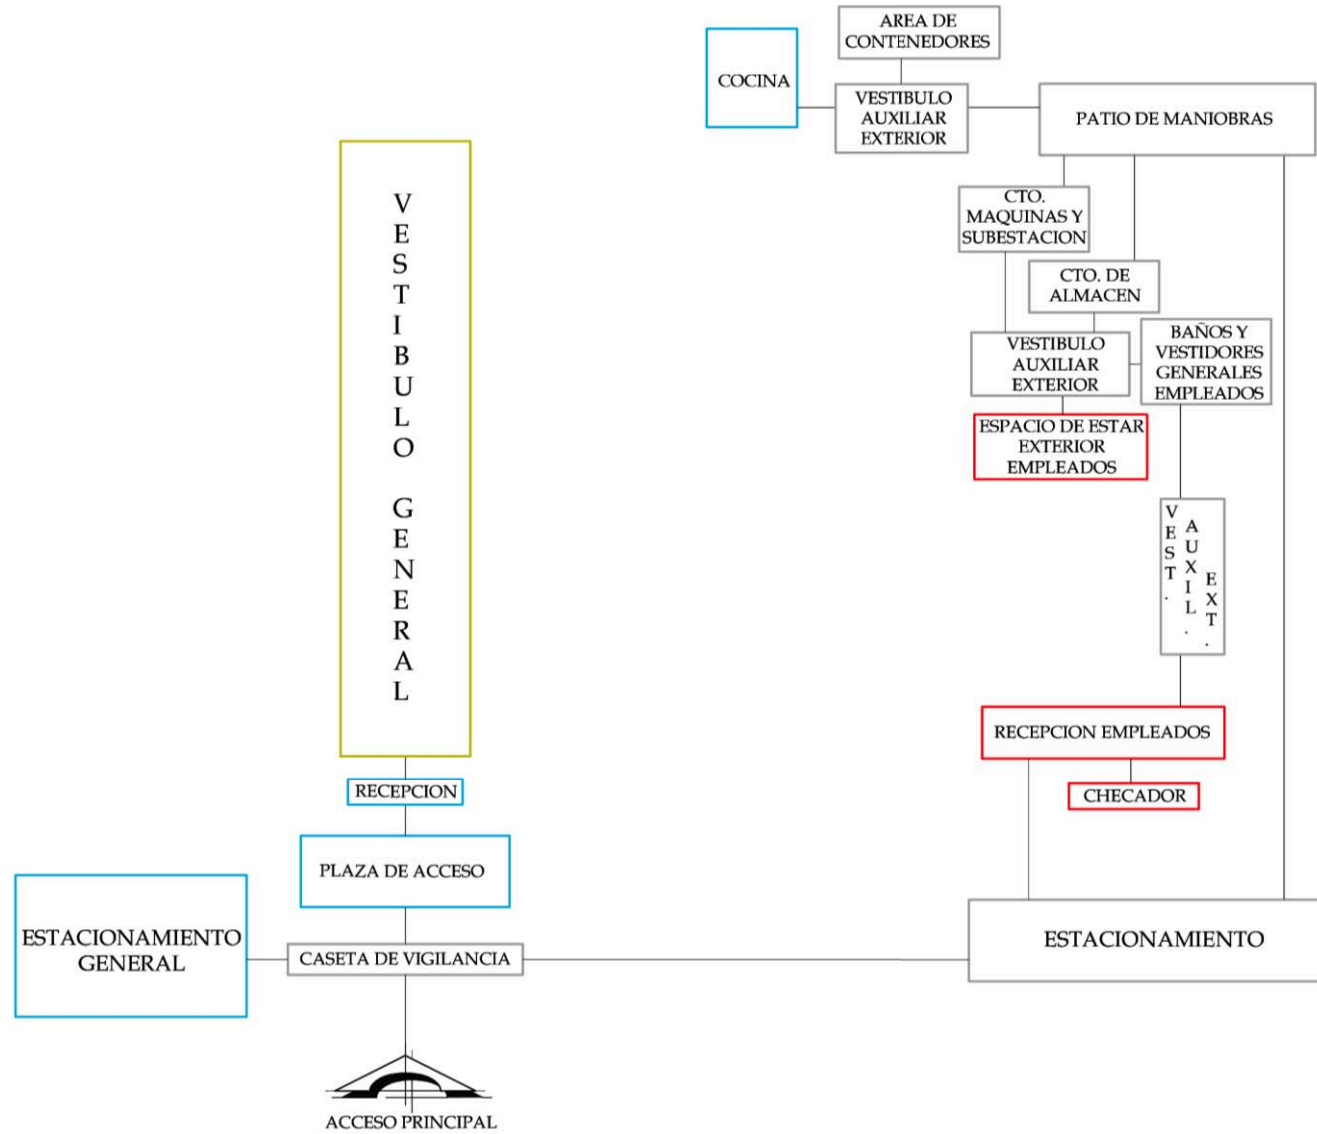 AREA DE
CONTENEDORES
COCINA
VESTIBULO
AUXILIAR
EXTERIOR
PATIO DE MANIOBRAS
CTO.
MAQUINAS Y
SUBESTACION
CTO. DE
ALMACEN
VESTIBULO
AUXILIAR
EXTERIOR
BAÑOS Y
VESTIDORES
GENERALES
EMPLEADOS
ESPACIO DE ESTAR
EXTERIOR
EMPLEADOS
VESTIBULO GENERAL
VEST.
AUXIL.
EXT.
RECEPCION EMPLEADOS
CHECADOR
RECEPCION
PLAZA DE ACCESO
ESTACIONAMIENTO
GENERAL
CASETA DE VIGILANCIA
ESTACIONAMIENTO
ACCESO PRINCIPAL